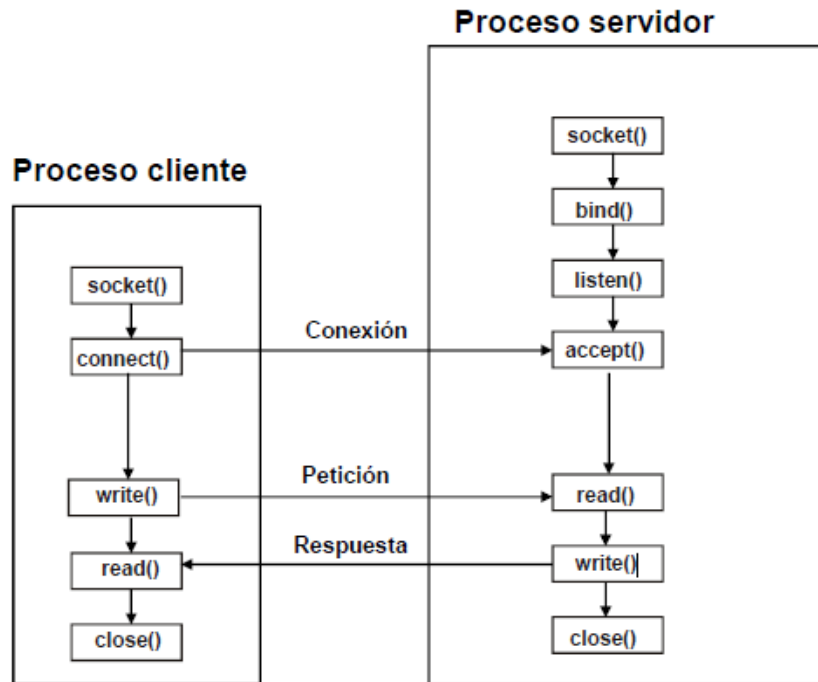 Proceso servidor
socket()
Proceso cliente
bind()
listen()
socket()
Conexión
connect()
accept()
Petición
write()
read()
Respuesta
read()
write()
close()
close()